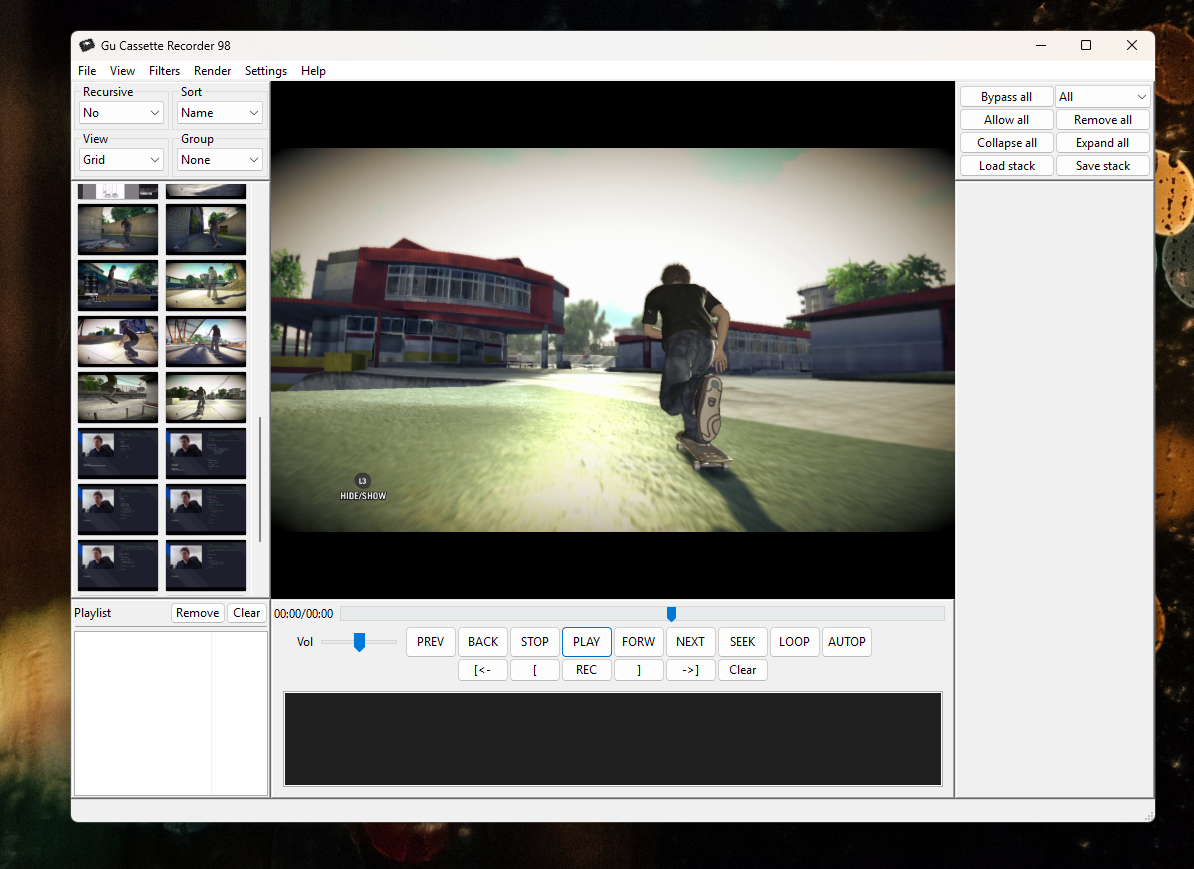 Gu Cassette Recorder 98
File View Filters Render Settings Help
Recursive Sort
No Name
View Group
Grid None
Bypass all All
Allow all Remove all
Collapse all Expand all
Load stack Save stack
L3
HIDE/SHOW
Playlist Remove Clear
00:00/00:00
Vol PREV BACK STOP PLAY FORW NEXT SEEK LOOP AUTOP
[<- [ REC ] ->] Clear